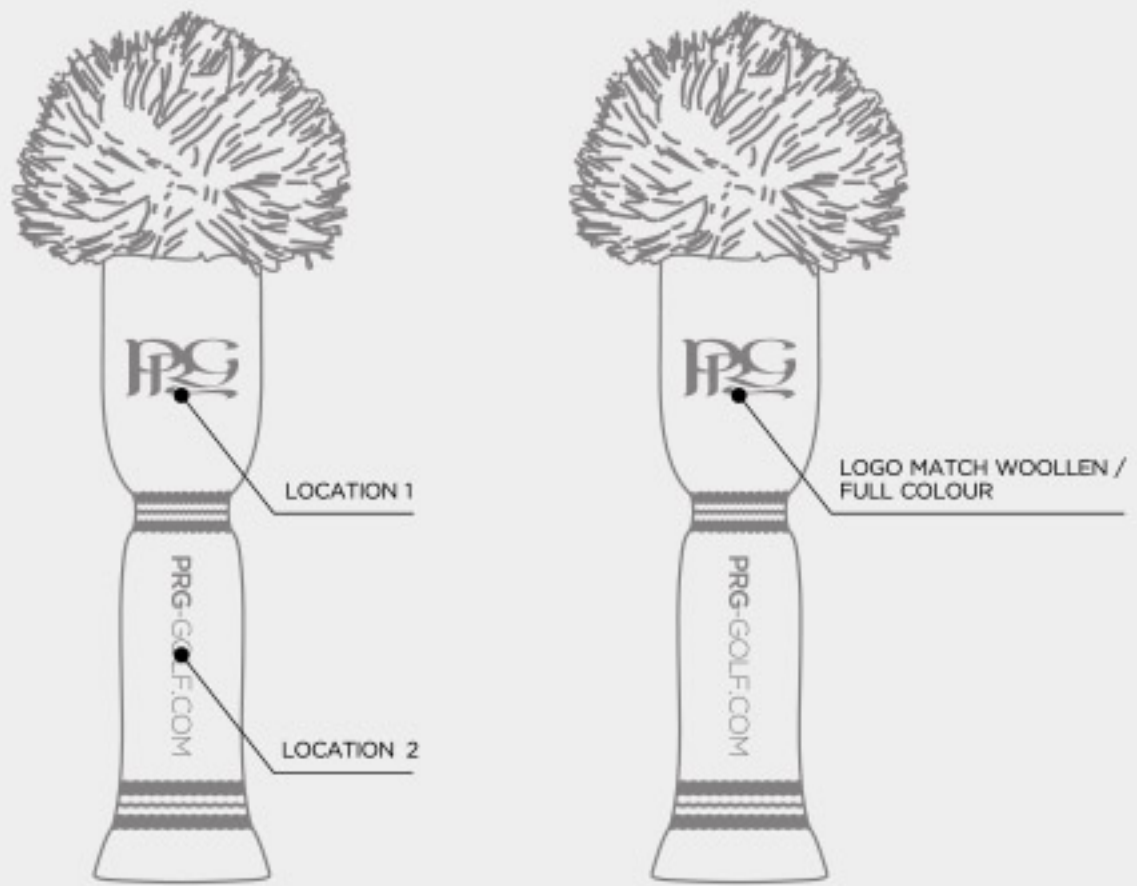 PRG
LOCATION 1
PRG-GOLF.COM
LOCATION 2
PRG
LOGO MATCH WOOLLEN /
FULL COLOUR
PRG-GOLF.COM